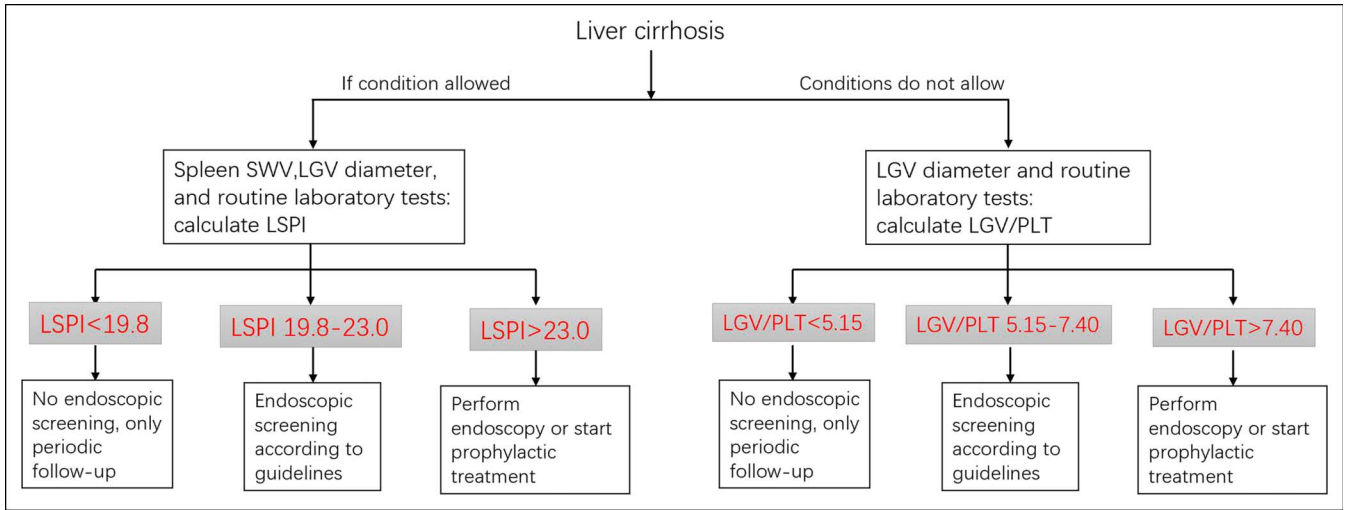 Liver cirrhosis
If condition allowed
Conditions do not allow
Spleen SWV,LGV diameter,
and routine laboratory tests:
calculate LSPI
LGV diameter and routine
laboratory tests:
calculate LGV/PLT
LSPI<19.8
LSPI 19.8-23.0
LSPI>23.0
LGV/PLT<5.15
LGV/PLT 5.15-7.40
LGV/PLT>7.40
No endoscopic
screening, only
periodic
follow-up
Endoscopic
screening
according to
guidelines
Perform
endoscopy or start
prophylactic
treatment
No endoscopic
screening, only
periodic
follow-up
Endoscopic
screening
according to
guidelines
Perform
endoscopy or start
prophylactic
treatment